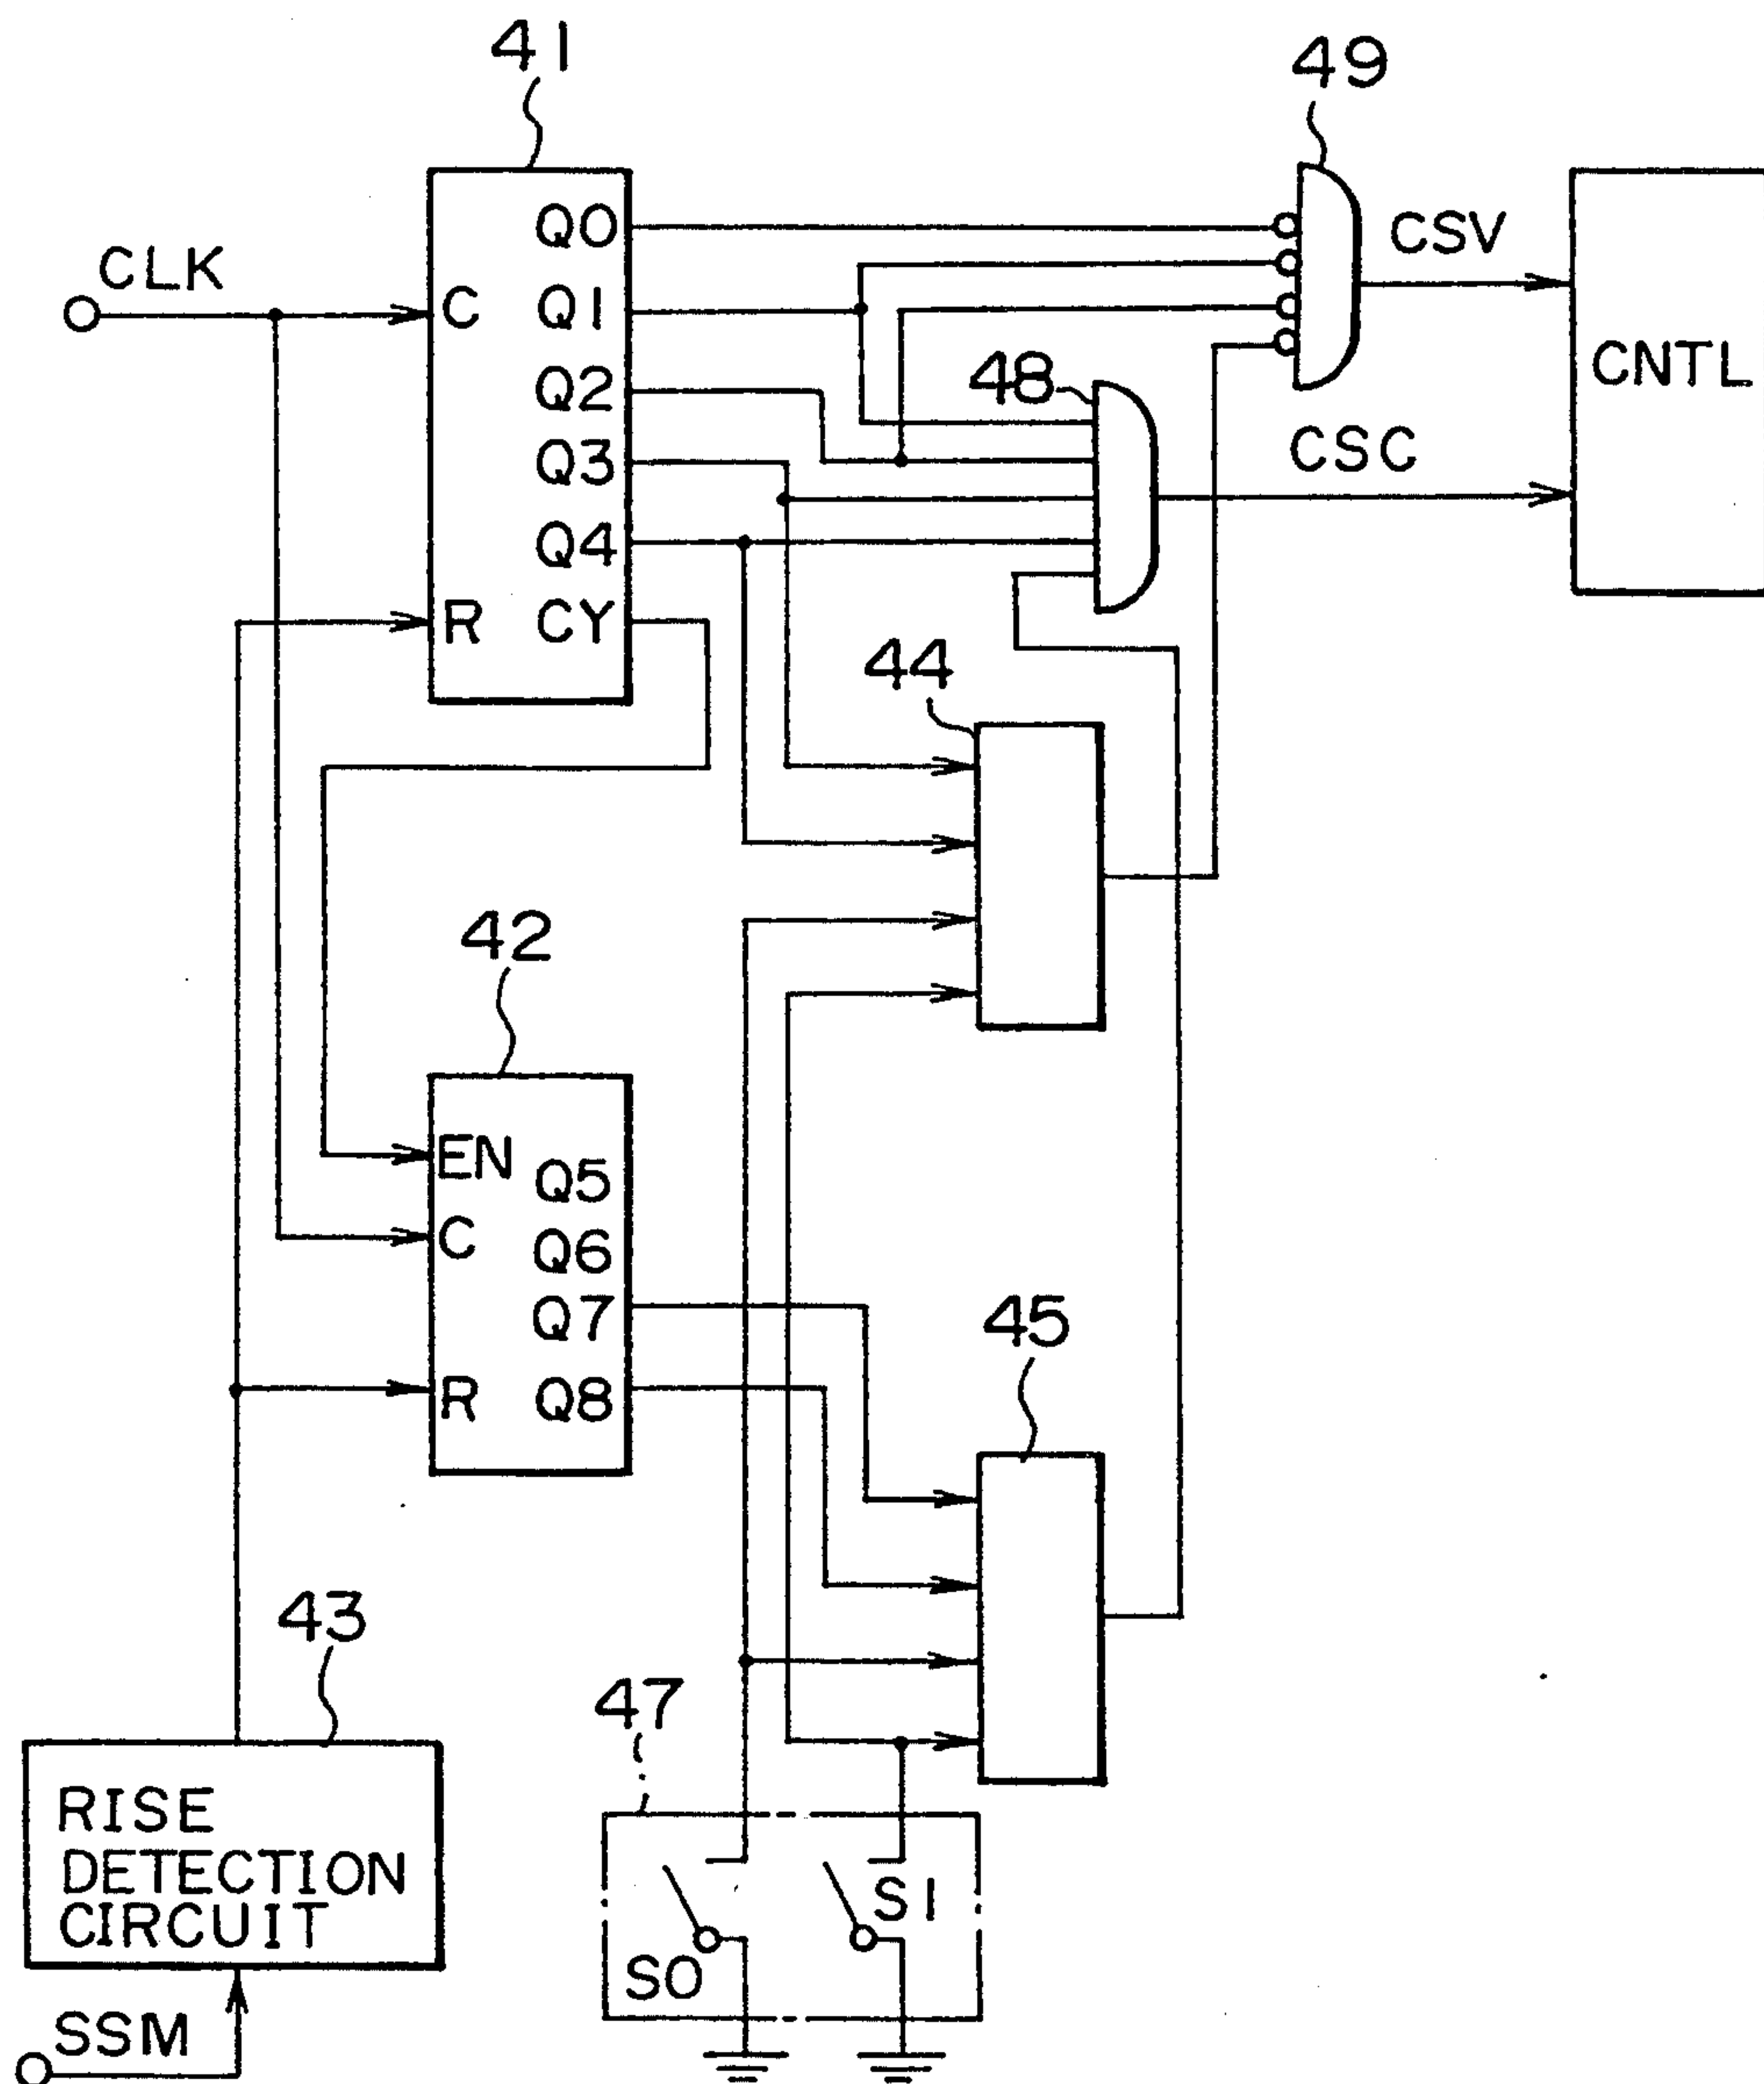 41
49
CLK
C
Q0
Q1
Q2
Q3
Q4
R
CY
CSV
CNTL
48
CSC
44
42
EN
Q5
C
Q6
Q7
R
Q8
45
43
47
RISE
DETECTION
CIRCUIT
S0
S1
SSM